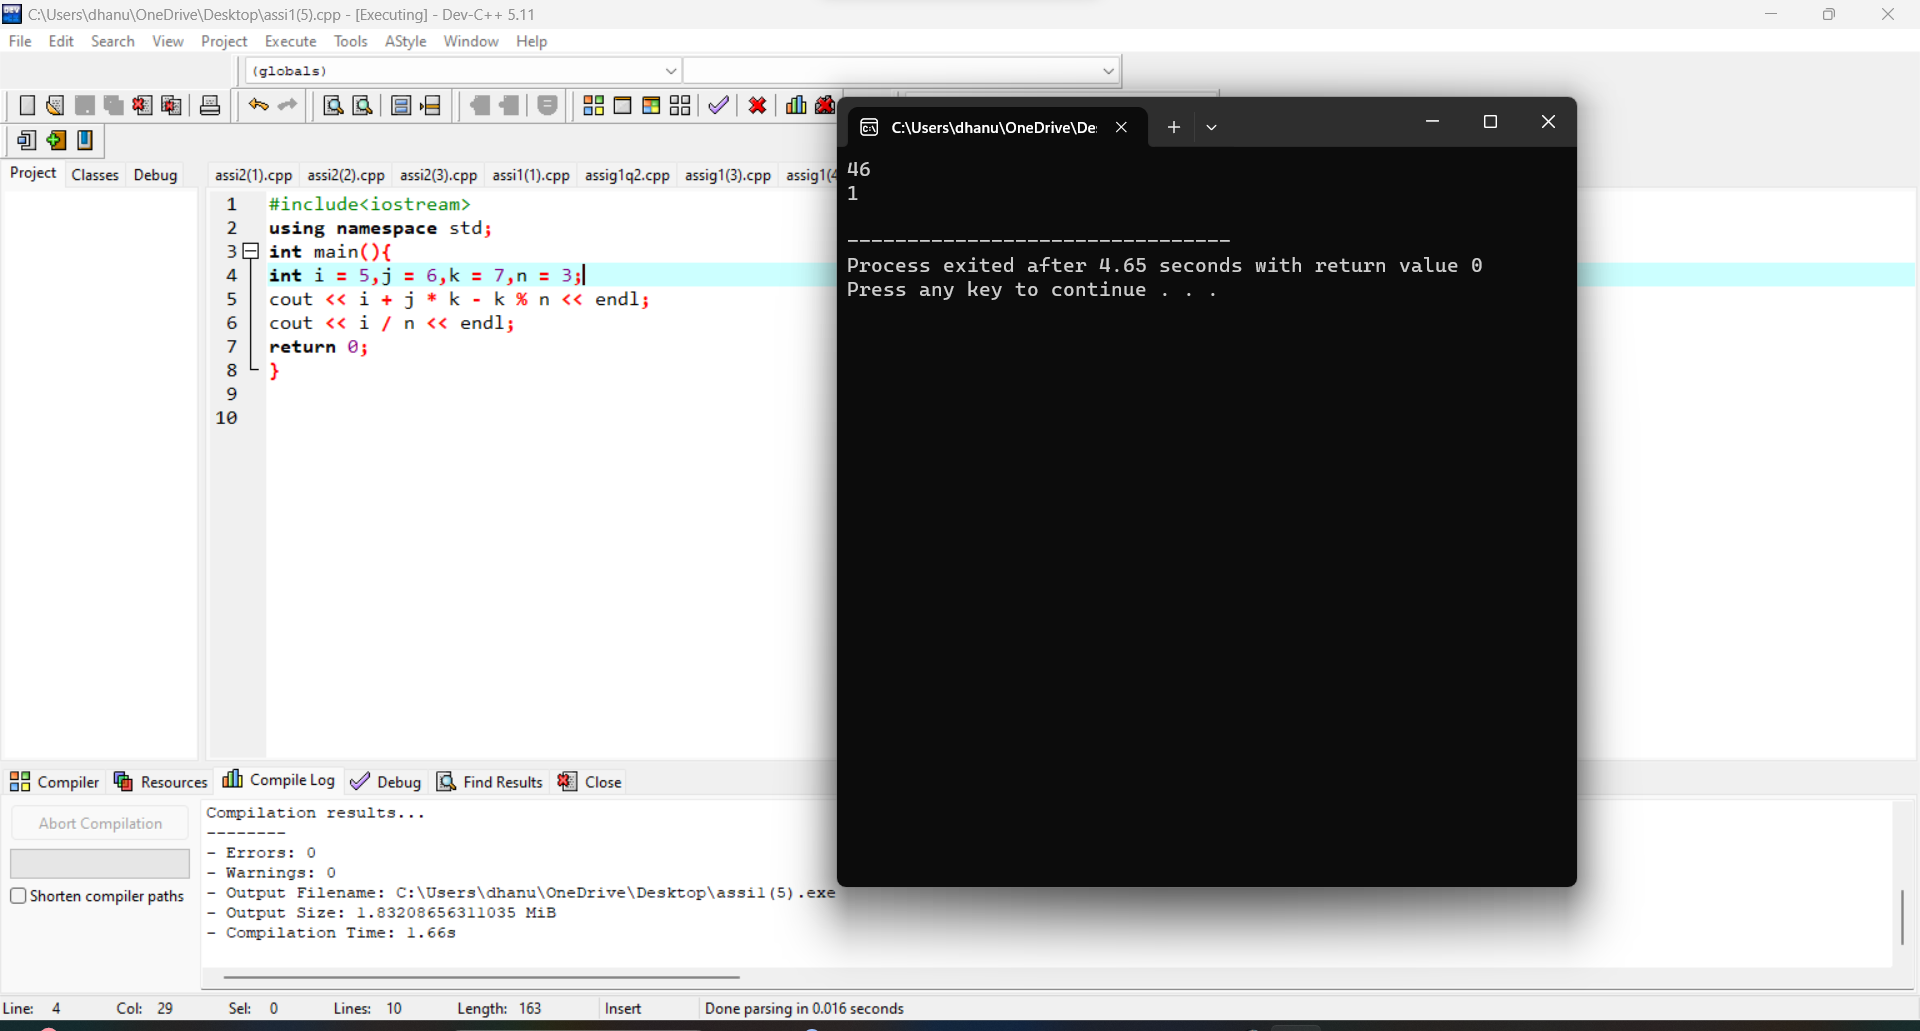 C:\Users\dhanu\OneDrive\Desktop\assi1(5).cpp - [Executing] - Dev-C++ 5.11
File Edit Search View Project Execute Tools AStyle Window Help
(globals)
Project Classes Debug
assi2(1).cpp assi2(2).cpp assi2(3).cpp assi1(1).cpp assig1q2.cpp assig1(3).cpp assig1(4
1 #include<iostream>
2 using namespace std;
3 int main(){
4 int i = 5,j = 6,k = 7,n = 3;
5 cout << i + j * k - k % n << endl;
6 cout << i / n << endl;
7 return 0;
8 }
9
10
C:\Users\dhanu\OneDrive\De
46
1
--------------------------------
Process exited after 4.65 seconds with return value 0
Press any key to continue . . .
Compiler Resources Compile Log Debug Find Results Close
Abort Compilation
Shorten compiler paths
Compilation results...
--------
- Errors: 0
- Warnings: 0
- Output Filename: C:\Users\dhanu\OneDrive\Desktop\assi1(5).exe
- Output Size: 1.83208656311035 MiB
- Compilation Time: 1.66s
Line: 4 Col: 29 Sel: 0 Lines: 10 Length: 163 Insert Done parsing in 0.016 seconds